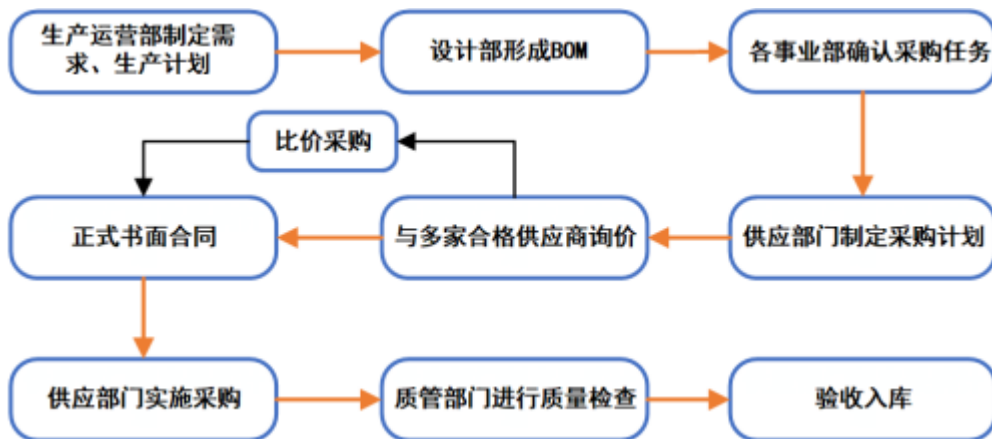 生产运营部制定需
求、生产计划
设计部形成BOM
各事业部确认采购任务
比价采购
正式书面合同
与多家合格供应商询价
供应部门制定采购计划
供应部门实施采购
质管部门进行质量检查
验收入库